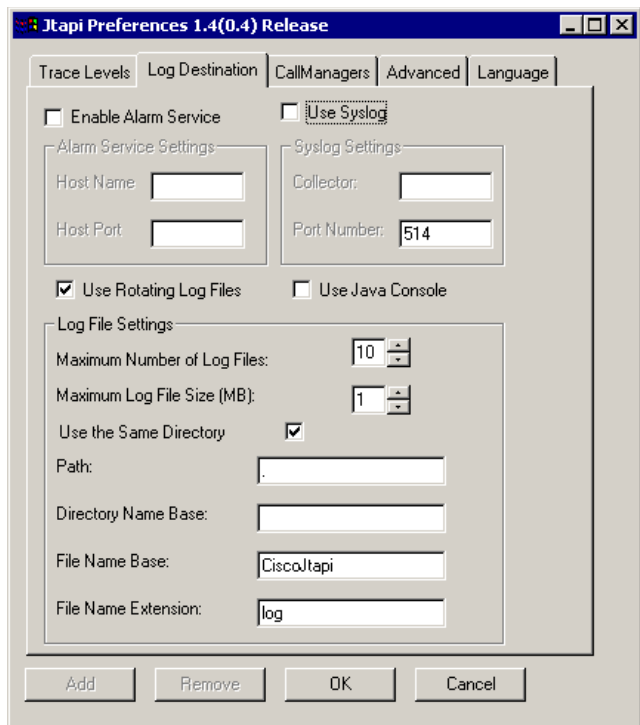 Jtapi Preferences 1.4(0.4) Release
Trace Levels Log Destination CallManagers Advanced Language
Enable Alarm Service Use Syslog
Alarm Service Settings Syslog Settings
Host Name Collector:
Host Port Port Number: 514
Use Rotating Log Files Use Java Console
Log File Settings
Maximum Number of Log Files: 10
Maximum Log File Size (MB): 1
Use the Same Directory
Path: .
Directory Name Base:
File Name Base: CiscoJtapi
File Name Extension: log
Add Remove OK Cancel